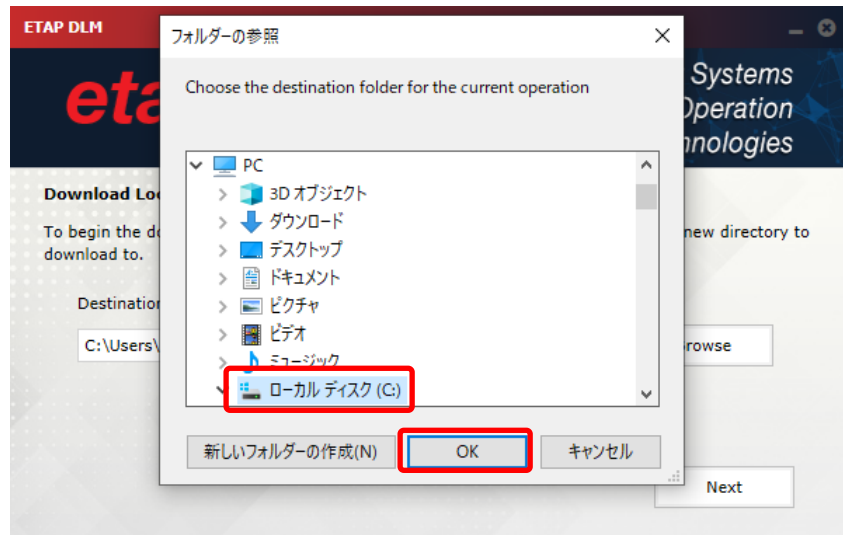 ETAP DLM
eta
Systems
Operation
nologies
フォルダーの参照
Choose the destination folder for the current operation
PC
3D オブジェクト
ダウンロード
デスクトップ
ドキュメント
ピクチャ
ビデオ
ミュージック
ローカル ディスク (C:)
新しいフォルダーの作成(N) OK キャンセル
Download Lo
To begin the d new directory to
download to.
Destination
C:\Users\ rowse
Next